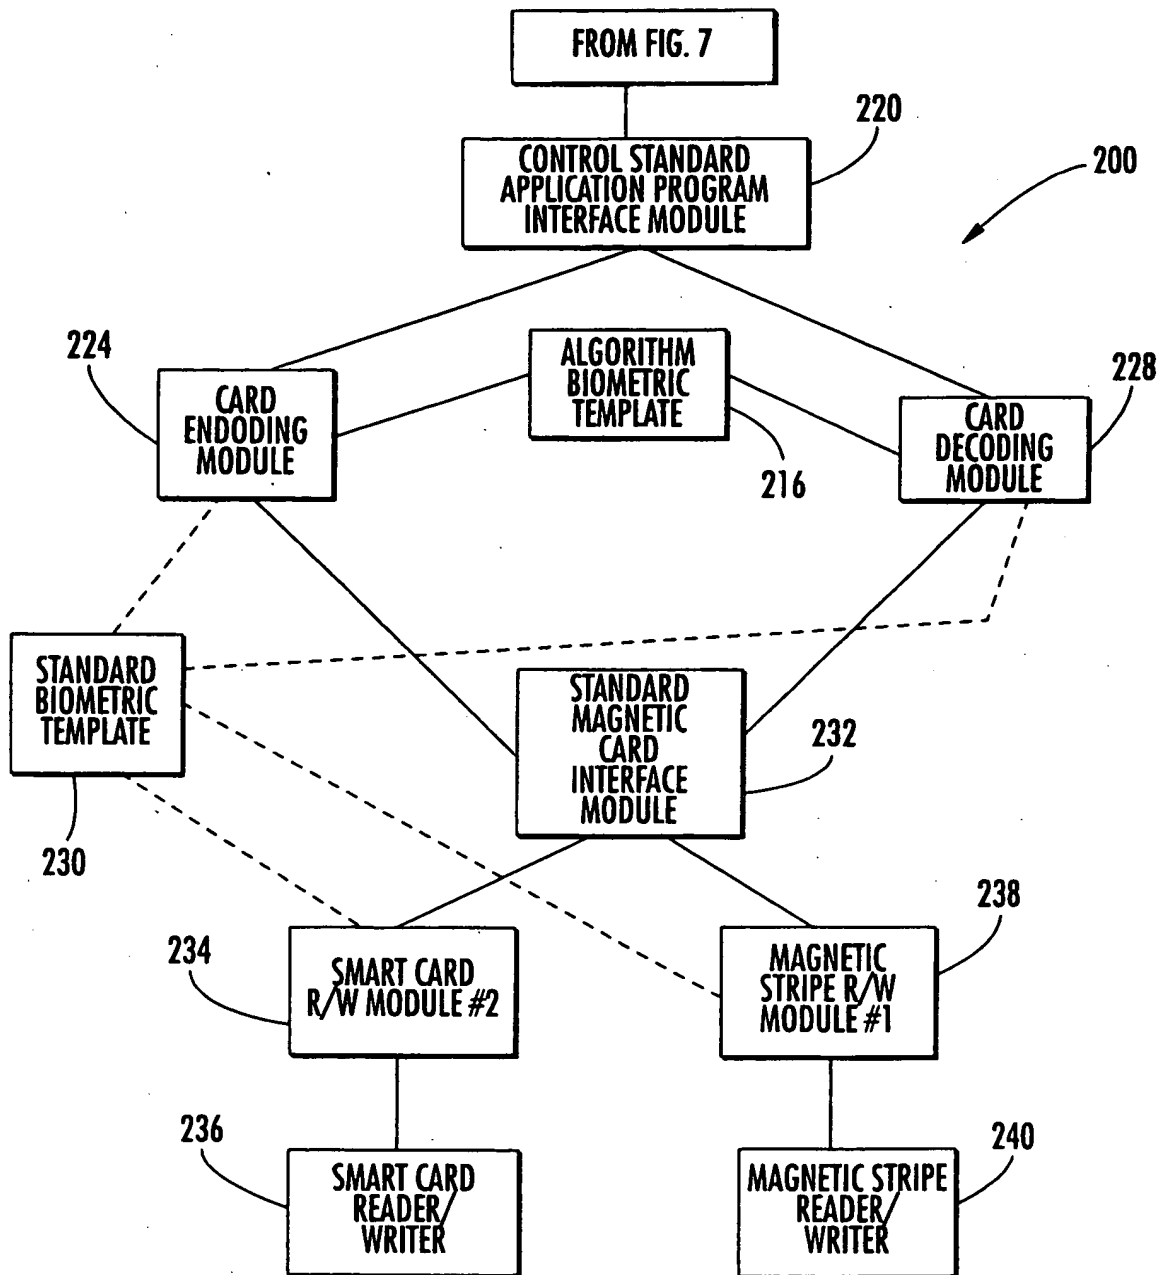 FROM FIG. 7
220
CONTROL STANDARD
APPLICATION PROGRAM
INTERFACE MODULE
200
224
ALGORITHM
BIOMETRIC
TEMPLATE
228
CARD
ENDODING
MODULE
CARD
DECODING
MODULE
216
STANDARD
BIOMETRIC
TEMPLATE
STANDARD
MAGNETIC
CARD
INTERFACE
MODULE
232
230
238
234
SMART CARD
R/W MODULE #2
MAGNETIC
STRIPE R/W
MODULE #1
236
240
SMART CARD
READER/
WRITER
MAGNETIC STRIPE
READER/
WRITER